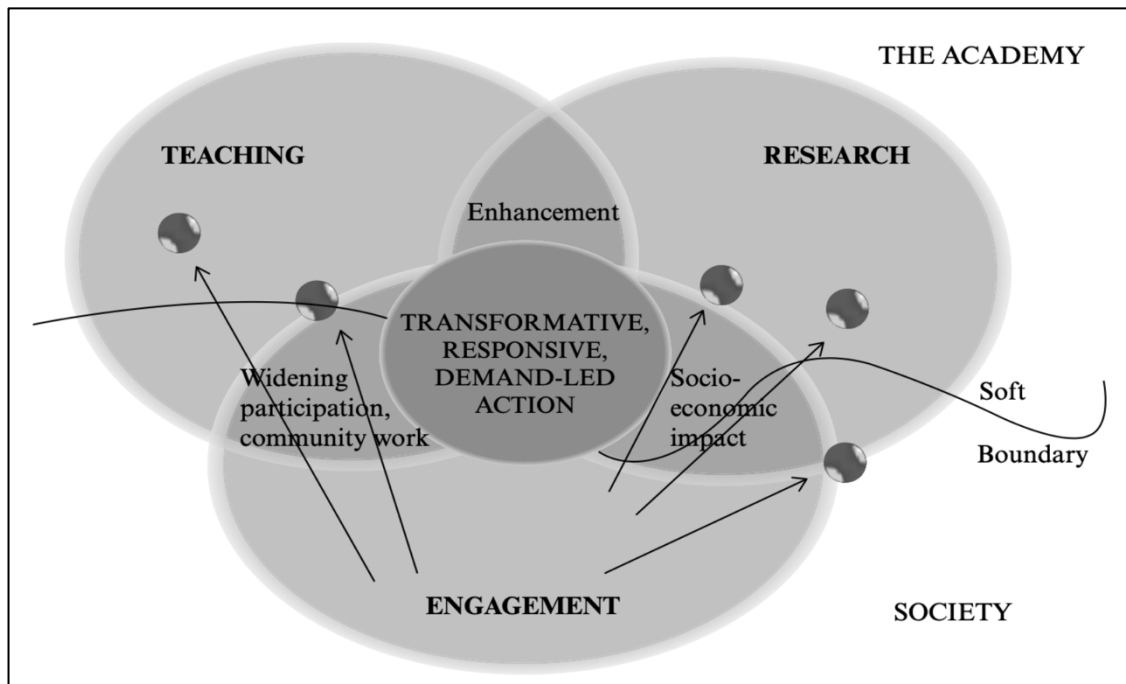 THE ACADEMY
TEACHING
RESEARCH
Enhancement
TRANSFORMATIVE,
RESPONSIVE,
DEMAND-LED
ACTION
Widening
participation,
community work
Socio-
economic
impact
Soft
Boundary
ENGAGEMENT
SOCIETY